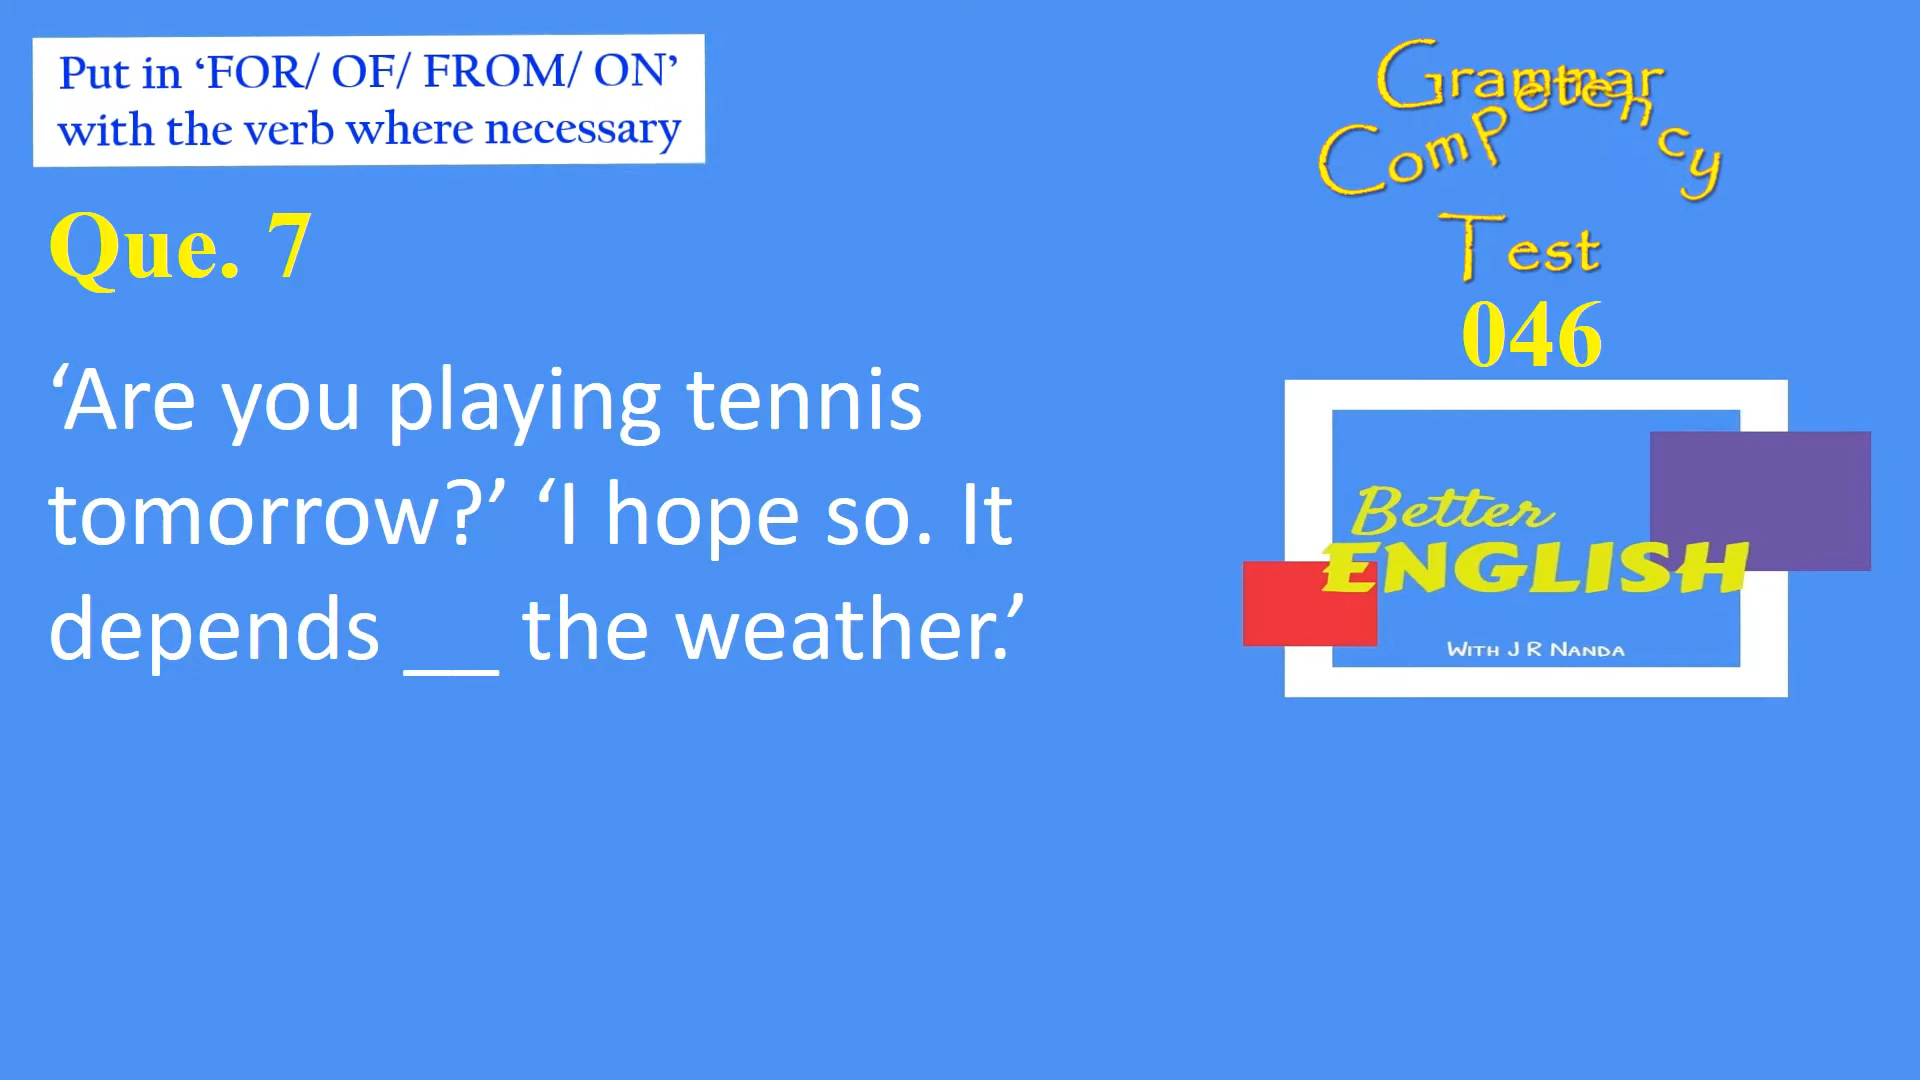 Put in ‘FOR/ OF/ FROM/ ON’
with the verb where necessary
Que. 7
‘Are you playing tennis
tomorrow?’ ‘I hope so. It
depends __ the weather.’
Grammar
Competency
Test
046
Better
ENGLISH
WITH J R NANDA